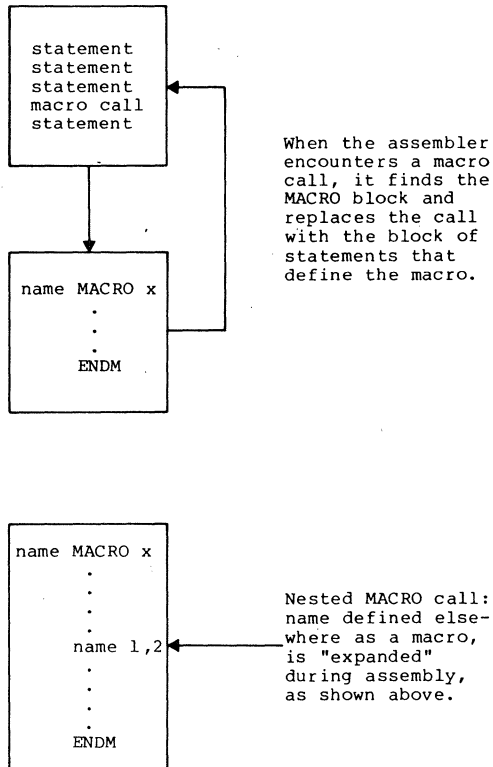 statement
statement
statement
macro call
statement
When the assembler
encounters a macro
call, it finds the
MACRO block and
replaces the call
with the block of
statements that
define the macro.
name MACRO x
.
.
.
ENDM
name MACRO x
.
.
.
.
name 1,2
.
.
.
.
ENDM
Nested MACRO call:
name defined else-
where as a macro,
is "expanded"
during assembly,
as shown above.